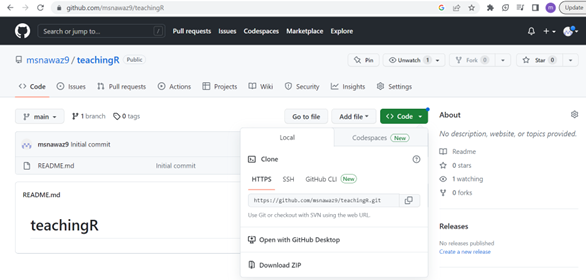 github.com/msnawaz9/teachingR
Update
Search or jump to...
Pull requests Issues Codespaces Marketplace Explore
msnawaz9 / teachingR Public
Pin Unwatch 1 Fork 0 Star 0
Code Issues Pull requests Actions Projects Wiki Security Insights Settings
main 1 branch 0 tags Go to file Add file Code
msnawaz9 Initial commit
README.md Initial commit
README.md
teachingR
Local Codespaces New
Clone
HTTPS SSH GitHub CLI New
https://github.com/msnawaz9/teachingR.git
Use Git or checkout with SVN using the web URL.
Open with GitHub Desktop
Download ZIP
About
No description, website, or topics provided.
Readme
0 stars
1 watching
0 forks
Releases
No releases published
Create a new release